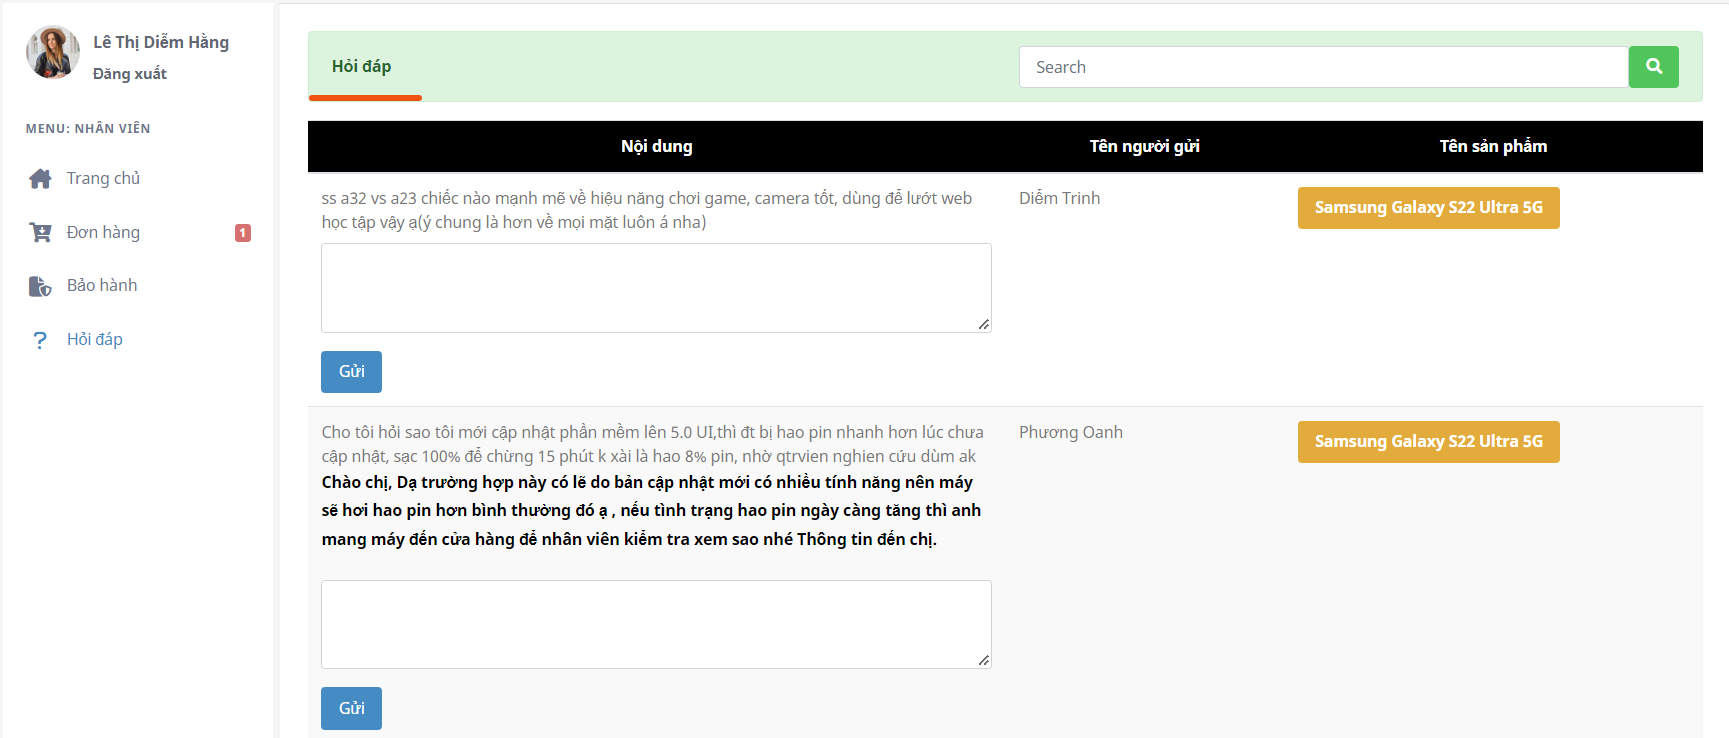 Lê Thị Diễm Hằng
Đăng xuất
MENU: NHÂN VIÊN
Trang chủ
Đơn hàng 1
Bảo hành
? Hỏi đáp
Hỏi đáp
Search
Nội dung Tên người gửi Tên sản phẩm
ss a32 vs a23 chiếc nào mạnh mẽ về hiệu năng chơi game, camera tốt, dùng để lướt web
học tập vậy ạ(ý chung là hơn về mọi mặt luôn á nha)
Diễm Trinh
Samsung Galaxy S22 Ultra 5G
Gửi
Cho tôi hỏi sao tôi mới cập nhật phần mềm lên 5.0 UI,thì đt bị hao pin nhanh hơn lúc chưa
cập nhật, sạc 100% để chừng 15 phút k xài là hao 8% pin, nhờ qtrvien nghien cứu dùm ak
Chào chị, Dạ trường hợp này có lẽ do bản cập nhật mới có nhiều tính năng nên máy
sẽ hơi hao pin hơn bình thường đó ạ , nếu tình trạng hao pin ngày càng tăng thì anh
mang máy đến cửa hàng để nhân viên kiểm tra xem sao nhé Thông tin đến chị.
Phương Oanh
Samsung Galaxy S22 Ultra 5G
Gửi